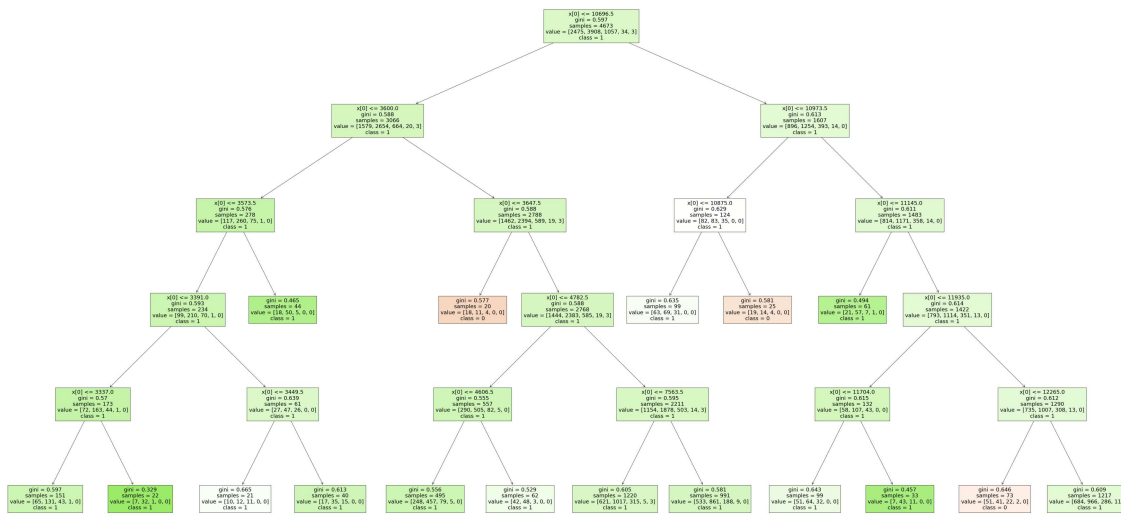 x[0] <= 10696.5
gini = 0.597
samples = 4673
value = [2475, 3908, 1057, 34, 3]
class = 1
x[0] <= 3600.0
gini = 0.588
samples = 3066
value = [1579, 2654, 664, 20, 3]
class = 1
x[0] <= 10973.5
gini = 0.613
samples = 1607
value = [896, 1254, 393, 14, 0]
class = 1
x[0] <= 3573.5
gini = 0.576
samples = 278
value = [117, 260, 75, 1, 0]
class = 1
x[0] <= 3647.5
gini = 0.588
samples = 2788
value = [1462, 2394, 589, 19, 3]
class = 1
x[0] <= 10875.0
gini = 0.629
samples = 124
value = [82, 83, 35, 0, 0]
class = 1
x[0] <= 11145.0
gini = 0.611
samples = 1483
value = [814, 1171, 358, 14, 0]
class = 1
x[0] <= 3391.0
gini = 0.593
samples = 234
value = [99, 210, 70, 1, 0]
class = 1
gini = 0.465
samples = 44
value = [18, 50, 5, 0, 0]
class = 1
gini = 0.577
samples = 20
value = [18, 11, 4, 0, 0]
class = 0
x[0] <= 4782.5
gini = 0.588
samples = 2768
value = [1444, 2383, 585, 19, 3]
class = 1
gini = 0.635
samples = 99
value = [63, 69, 31, 0, 0]
class = 1
gini = 0.581
samples = 25
value = [19, 14, 4, 0, 0]
class = 0
gini = 0.494
samples = 61
value = [21, 57, 7, 1, 0]
class = 1
x[0] <= 11935.0
gini = 0.614
samples = 1422
value = [793, 1114, 351, 13, 0]
class = 1
x[0] <= 3337.0
gini = 0.57
samples = 173
value = [72, 163, 44, 1, 0]
class = 1
x[0] <= 3449.5
gini = 0.639
samples = 61
value = [27, 47, 26, 0, 0]
class = 1
x[0] <= 4606.5
gini = 0.555
samples = 557
value = [290, 505, 82, 5, 0]
class = 1
x[0] <= 7563.5
gini = 0.595
samples = 2211
value = [1154, 1878, 503, 14, 3]
class = 1
x[0] <= 11704.0
gini = 0.615
samples = 132
value = [58, 107, 43, 0, 0]
class = 1
x[0] <= 12265.0
gini = 0.612
samples = 1290
value = [735, 1007, 308, 13, 0]
class = 1
gini = 0.597
samples = 151
value = [65, 131, 43, 1, 0]
class = 1
gini = 0.329
samples = 22
value = [7, 32, 1, 0, 0]
class = 1
gini = 0.665
samples = 21
value = [10, 12, 11, 0, 0]
class = 1
gini = 0.613
samples = 40
value = [17, 35, 15, 0, 0]
class = 1
gini = 0.556
samples = 495
value = [248, 457, 79, 5, 0]
class = 1
gini = 0.529
samples = 62
value = [42, 48, 3, 0, 0]
class = 1
gini = 0.605
samples = 1220
value = [621, 1017, 315, 5, 3]
class = 1
gini = 0.581
samples = 991
value = [533, 861, 188, 9, 0]
class = 1
gini = 0.643
samples = 99
value = [51, 64, 32, 0, 0]
class = 1
gini = 0.457
samples = 33
value = [7, 43, 11, 0, 0]
class = 1
gini = 0.646
samples = 73
value = [51, 41, 22, 2, 0]
class = 0
gini = 0.609
samples = 1217
value = [684, 966, 286, 11
class = 1